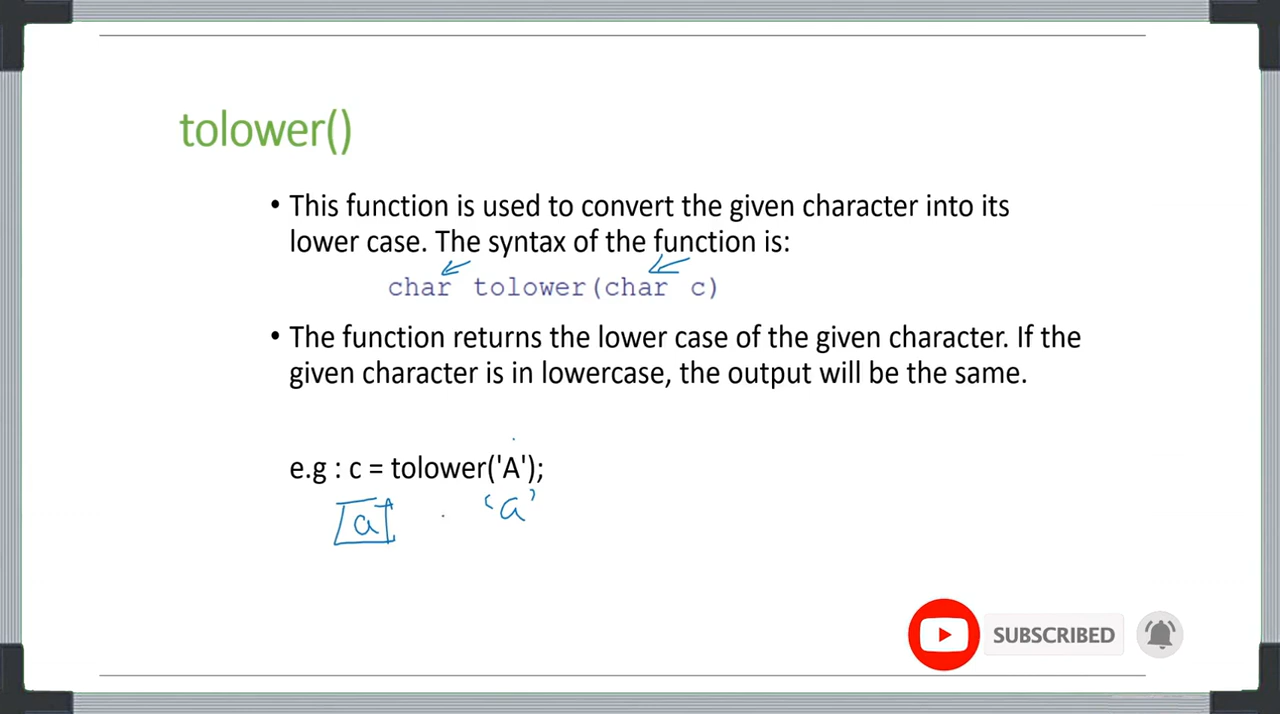 tolower()
• This function is used to convert the given character into its
lower case. The syntax of the function is:
char tolower(char c)
• The function returns the lower case of the given character. If the
given character is in lowercase, the output will be the same.
e.g : c = tolower('A');
a 'a'
SUBSCRIBED